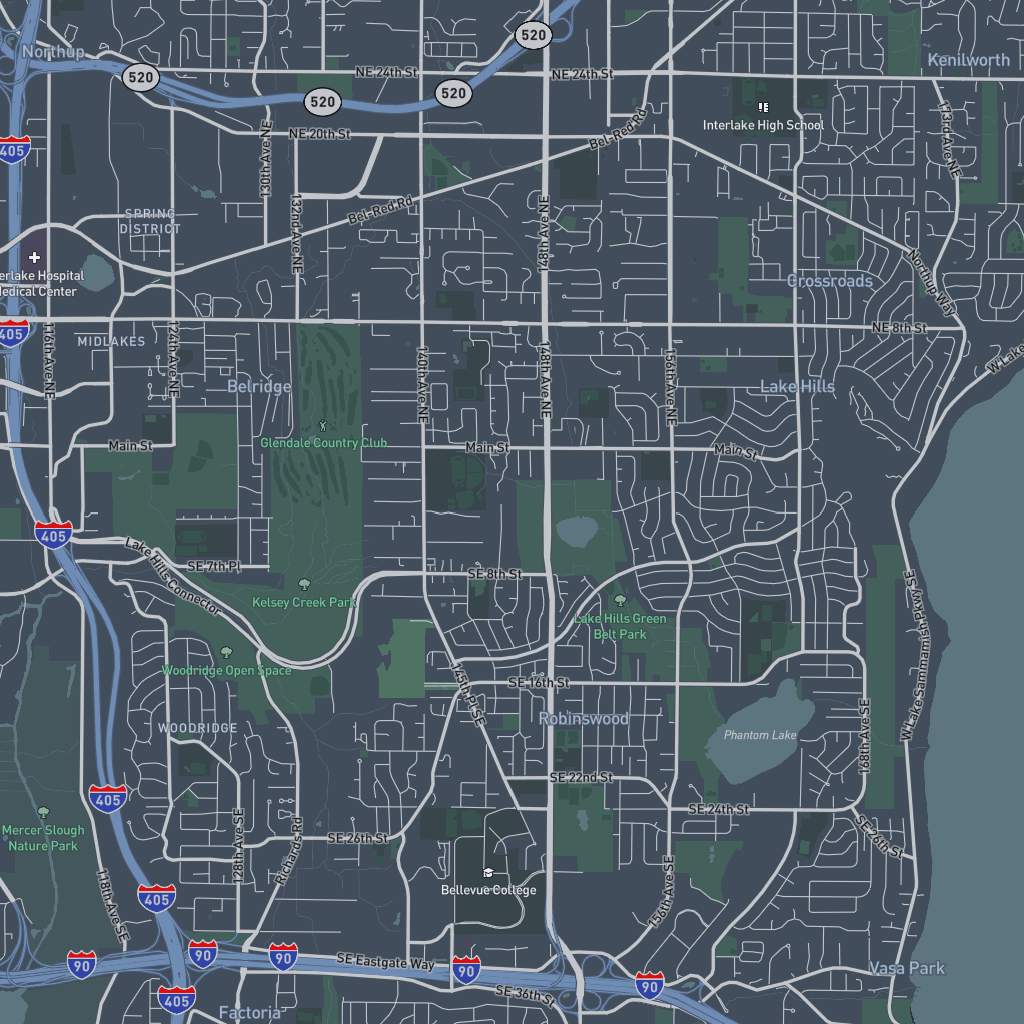 520
Northup
NE 24th St
NE 24th St
Kenilworth
520
520
520
Interlake High School
NE 20th St
Bel-Red Rd
173rd Ave NE
405
130th Ave NE
SPRING
DISTRICT
Bel-Red Rd
132nd Ave NE
148th Ave NE
erlake Hospital
edical Center
Crossroads
Northup Way
405
116th Ave NE
MIDLAKES
124th Ave NE
NE 8th St
W Lake
140th Ave NE
148th Ave NE
156th Ave NE
Belridge
Lake Hills
Glendale Country Club
Main St
Main St
Main St
405
Lake Hills Connector
SE 7th Pl
SE 8th St
Kelsey Creek Park
Lake Hills Green
Belt Park
W Lake Sammamish Pkwy SE
Woodridge Open Space
145th Pl SE
SE 16th St
WOODRIDGE
Robinswood
Phantom Lake
168th Ave SE
SE 22nd St
405
SE 24th St
Mercer Slough
Nature Park
128th Ave SE
Richards Rd
SE 26th St
SE 26th St
118th Ave SE
405
Bellevue College
156th Ave SE
90
90
90
SE Eastgate Way
90
90
Vasa Park
405
SE 36th St
Factoria